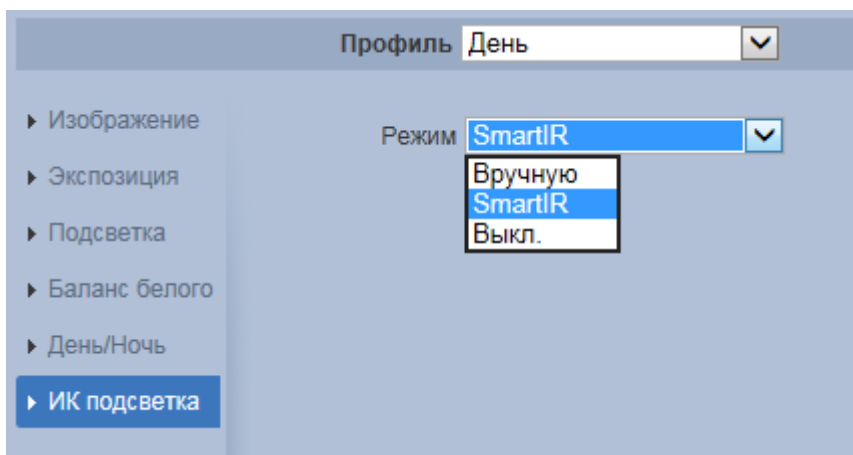 Профиль День
Изображение
Режим SmartIR
Вручную
Экспозиция
SmartIR
Подсветка
Выкл.
Баланс белого
День/Ночь
ИК подсветка